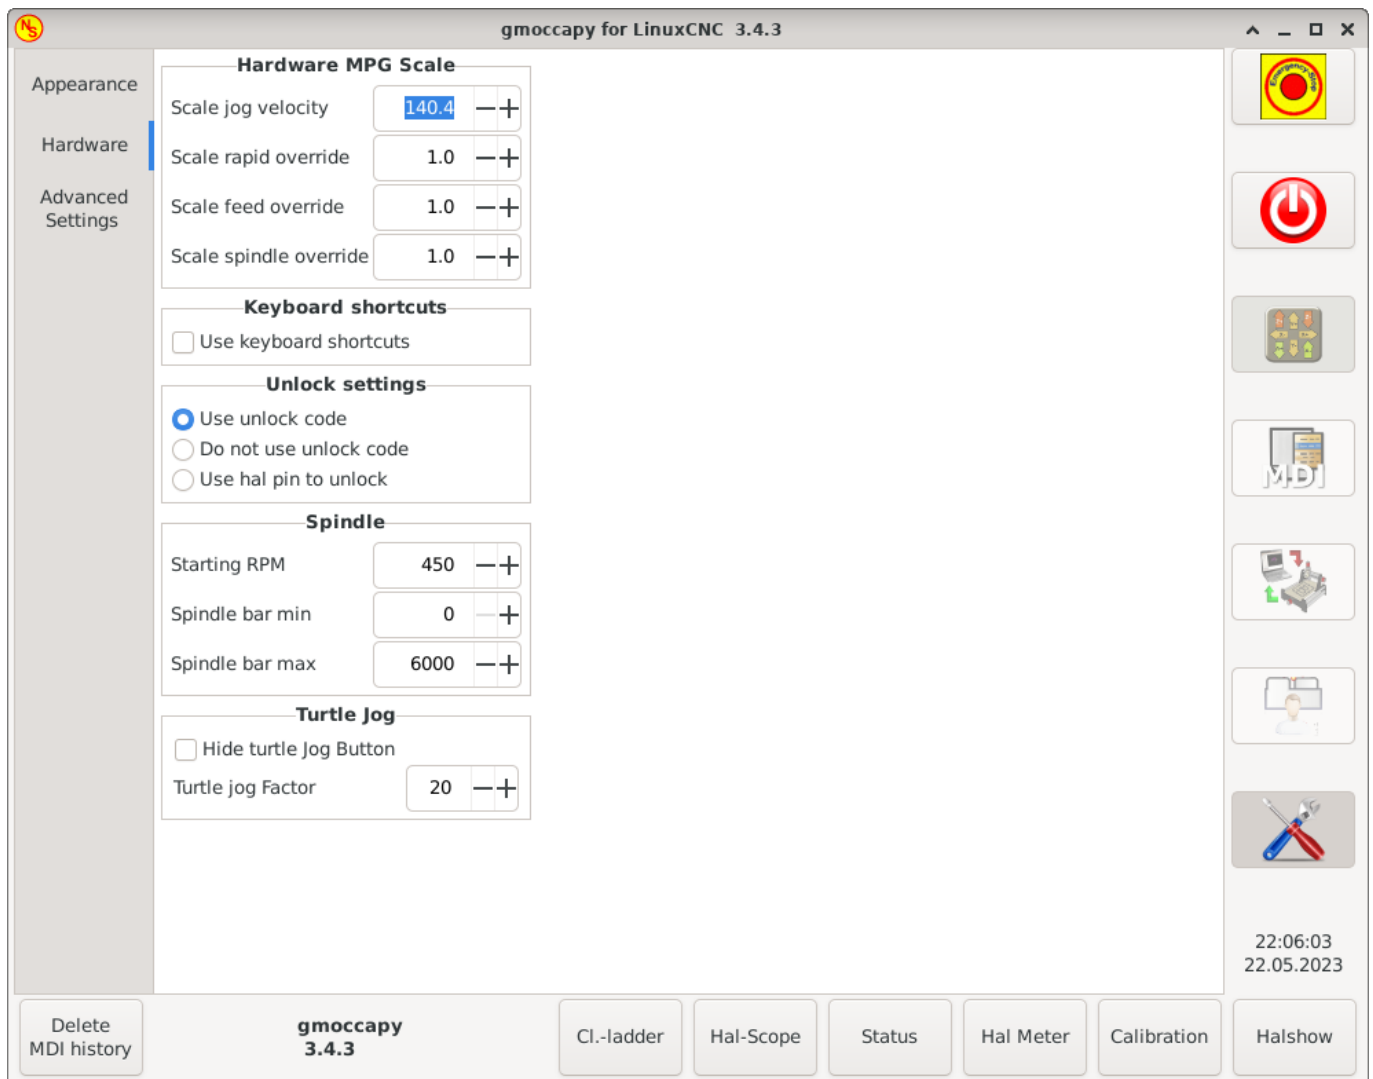 NS
gmoccapy for LinuxCNC 3.4.3
Appearance
Hardware
Advanced
Settings
Hardware MPG Scale
Scale jog velocity 140.4
Scale rapid override 1.0
Scale feed override 1.0
Scale spindle override 1.0
Keyboard shortcuts
Use keyboard shortcuts
Unlock settings
Use unlock code
Do not use unlock code
Use hal pin to unlock
Spindle
Starting RPM 450
Spindle bar min 0
Spindle bar max 6000
Turtle Jog
Hide turtle Jog Button
Turtle jog Factor 20
Emergency-Stop
MDI
22:06:03
22.05.2023
Delete
MDI history
gmoccapy
3.4.3
Cl.-ladder
Hal-Scope
Status
Hal Meter
Calibration
Halshow